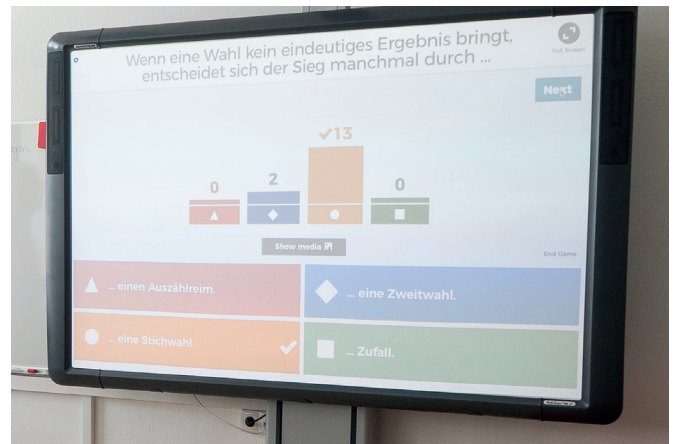 Wenn eine Wahl kein eindeutiges Ergebnis bringt,
entscheidet sich der Sieg manchmal durch ...
Full Screen
Next
0
2
13
0
Show media
End Game
... einen Auszählreim.
... eine Zweitwahl.
... eine Stichwahl.
... Zufall.